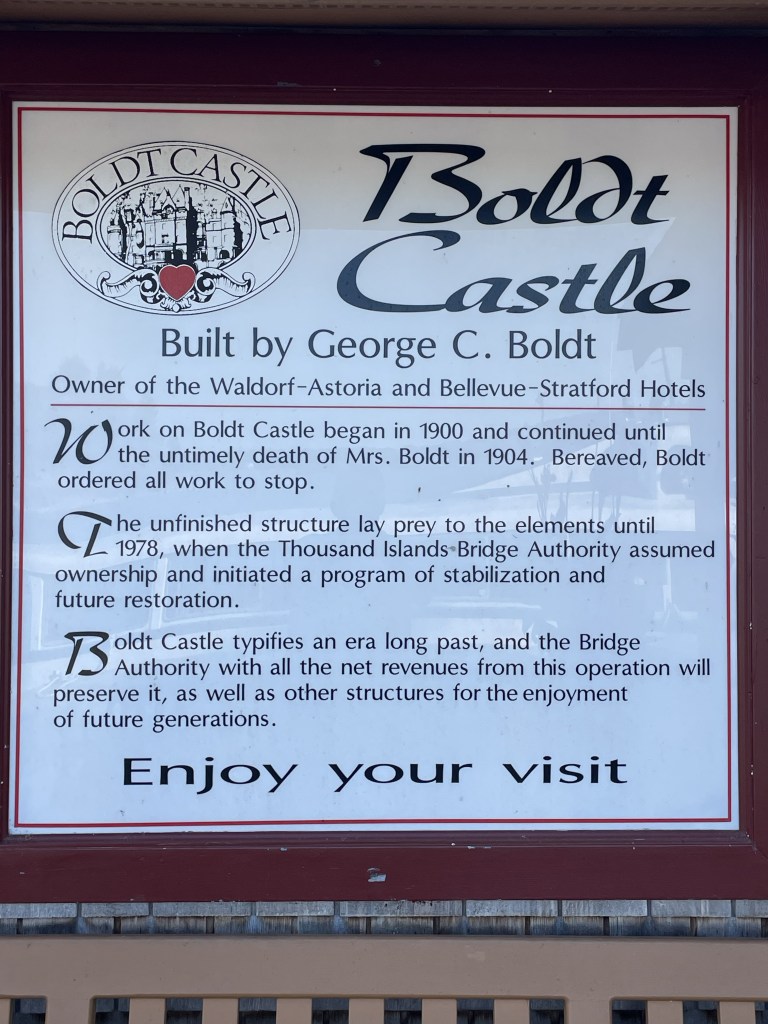 BOLDT CASTLE
Boldt
Castle
Built by George C. Boldt
Owner of the Waldorf-Astoria and Bellevue-Stratford Hotels
Work on Boldt Castle began in 1900 and continued until
the untimely death of Mrs. Boldt in 1904. Bereaved, Boldt
ordered all work to stop.
The unfinished structure lay prey to the elements until
1978, when the Thousand Islands Bridge Authority assumed
ownership and initiated a program of stabilization and
future restoration.
Boldt Castle typifies an era long past, and the Bridge
Authority with all the net revenues from this operation will
preserve it, as well as other structures for the enjoyment
of future generations.
Enjoy your visit